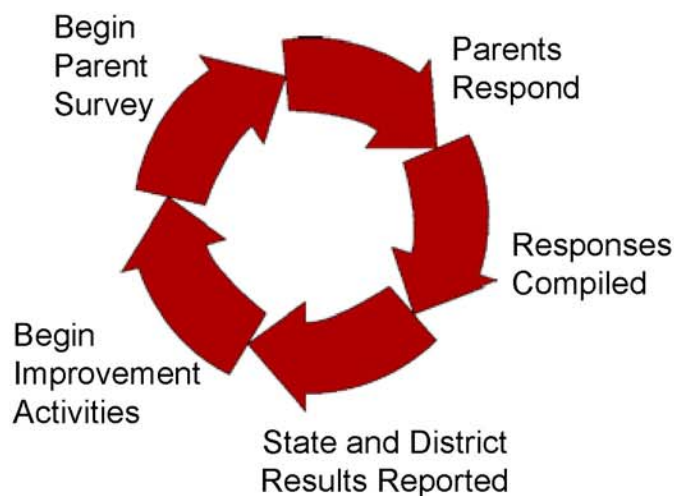 Begin
Parent
Survey
Parents
Respond
Responses
Compiled
State and District
Results Reported
Begin
Improvement
Activities